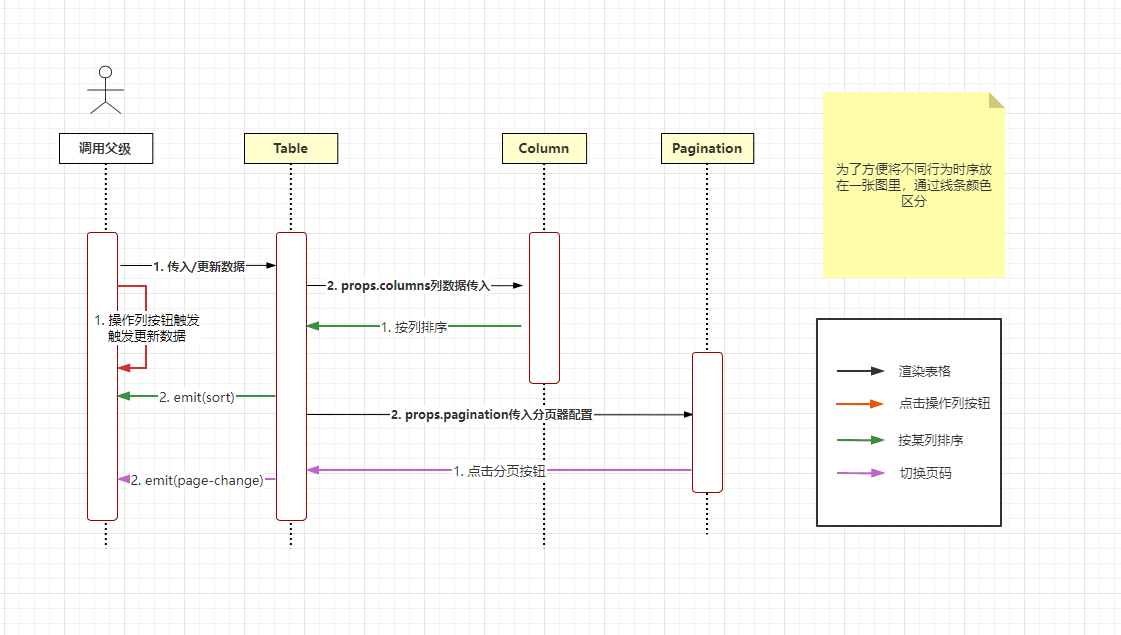 调用父级
Table
Column
Pagination
为了方便将不同行为时序放
在一张图里，通过线条颜色
区分
1. 传入/更新数据
2. props.columns列数据传入
1. 操作列按钮触发
触发更新数据
1. 按列排序
2. emit(sort)
2. props.pagination传入分页器配置
1. 点击分页按钮
2. emit(page-change)
渲染表格
点击操作列按钮
按某列排序
切换页码